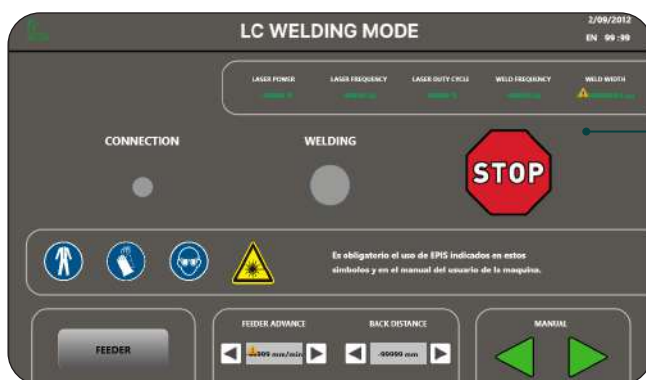 LC WELDING MODE
2/09/2012
EN 99:99
LASER POWER LASER FREQUENCY LASER DUTY CYCLE WELD FREQUENCY WELD WIDTH
CONNECTION WELDING
STOP
Es obligatorio el uso de EPIS indicados en estos
simbolos y en el manual del usuario de la maquina.
FEEDER ADVANCE BACK DISTANCE MANUAL
FEEDER mm/min -99999 mm